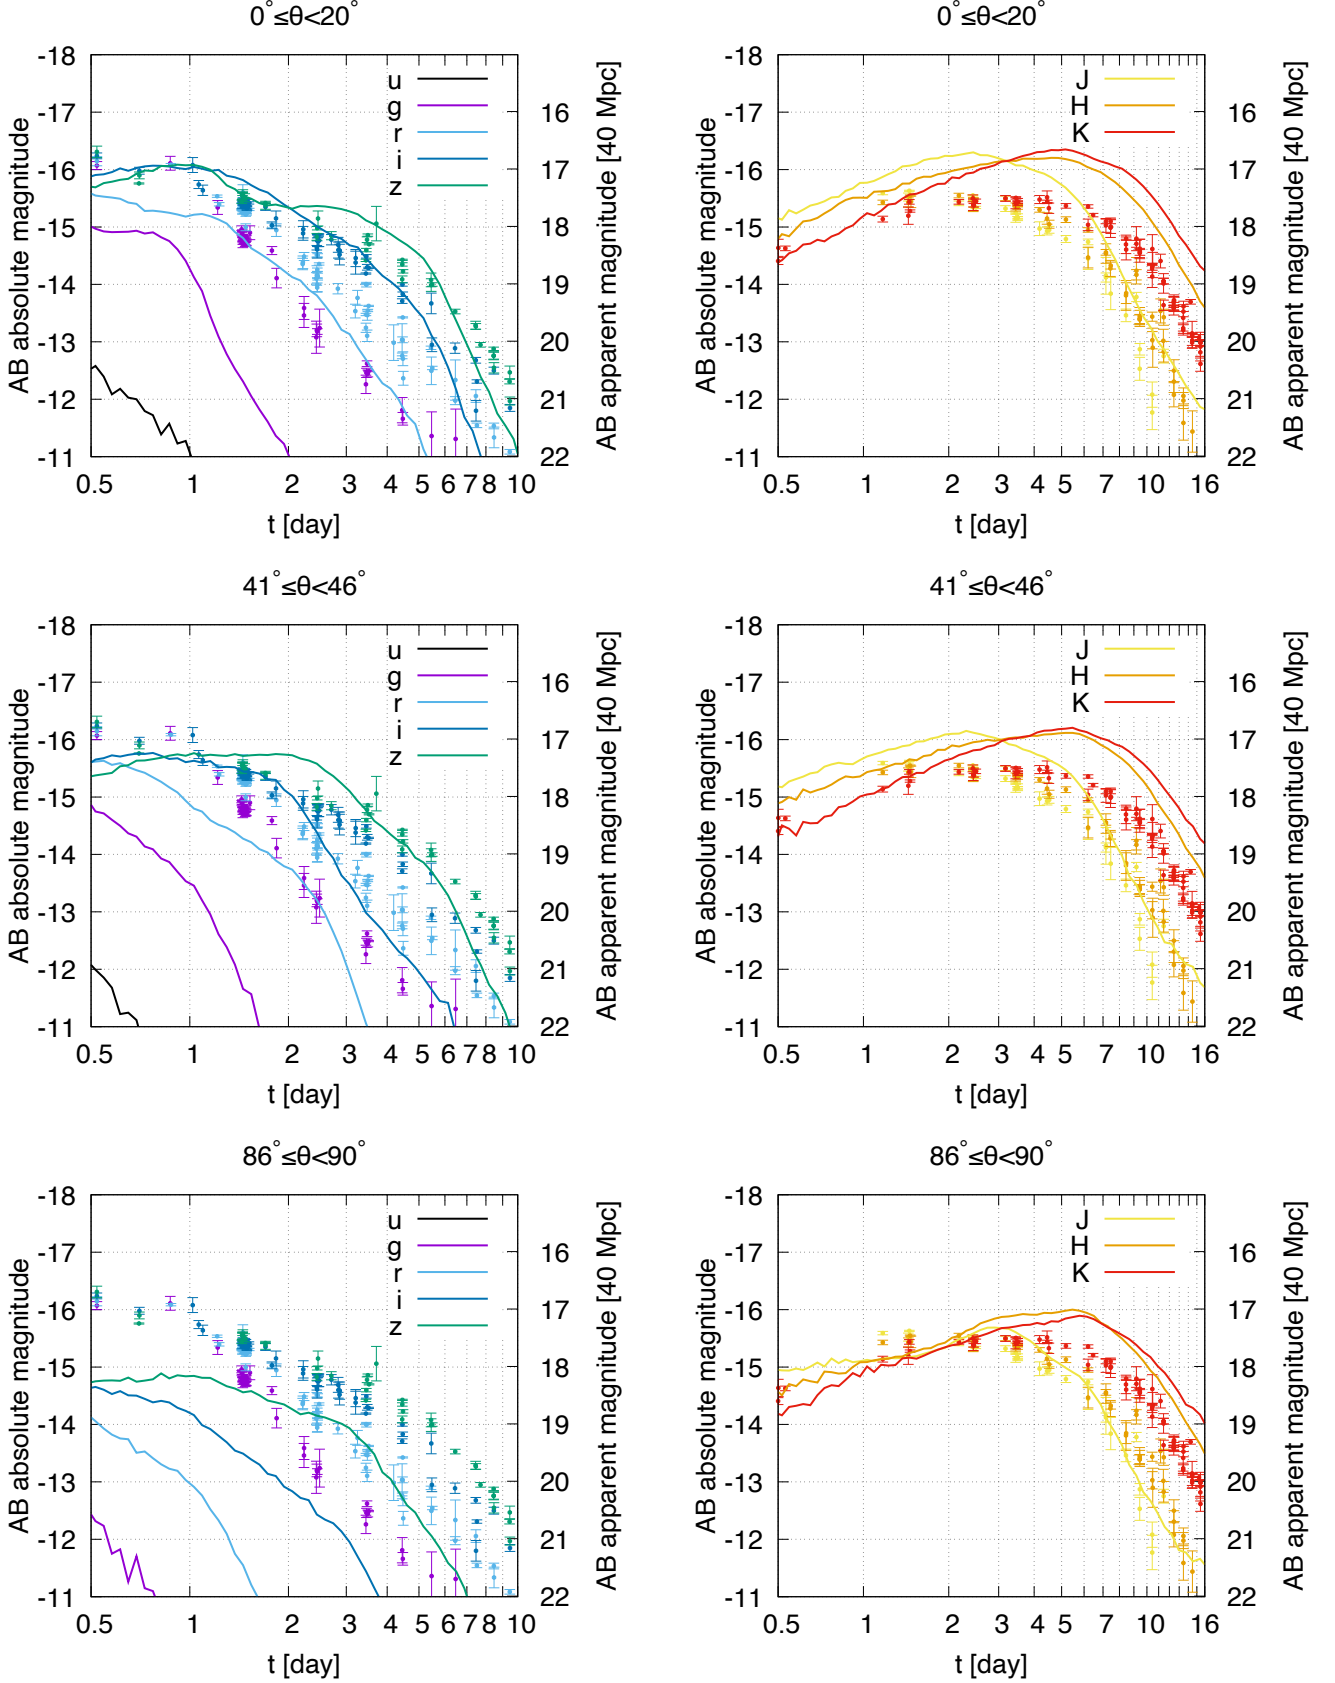 0°≤θ<20°
AB absolute magnitude
-18
-17
-16
-15
-14
-13
-12
-11
u
g
r
i
z
16
17
18
19
20
21
22
AB apparent magnitude [40 Mpc]
0.5 1 2 3 4 5 6 7 8 10
t [day]
0°≤θ<20°
AB absolute magnitude
-18
-17
-16
-15
-14
-13
-12
-11
J
H
K
16
17
18
19
20
21
22
AB apparent magnitude [40 Mpc]
0.5 1 2 3 4 5 7 10 16
t [day]
41°≤θ<46°
AB absolute magnitude
-18
-17
-16
-15
-14
-13
-12
-11
u
g
r
i
z
16
17
18
19
20
21
22
AB apparent magnitude [40 Mpc]
0.5 1 2 3 4 5 6 7 8 10
t [day]
41°≤θ<46°
AB absolute magnitude
-18
-17
-16
-15
-14
-13
-12
-11
J
H
K
16
17
18
19
20
21
22
AB apparent magnitude [40 Mpc]
0.5 1 2 3 4 5 7 10 16
t [day]
86°≤θ<90°
AB absolute magnitude
-18
-17
-16
-15
-14
-13
-12
-11
u
g
r
i
z
16
17
18
19
20
21
22
AB apparent magnitude [40 Mpc]
0.5 1 2 3 4 5 6 7 8 10
t [day]
86°≤θ<90°
AB absolute magnitude
-18
-17
-16
-15
-14
-13
-12
-11
J
H
K
16
17
18
19
20
21
22
AB apparent magnitude [40 Mpc]
0.5 1 2 3 4 5 7 10 16
t [day]